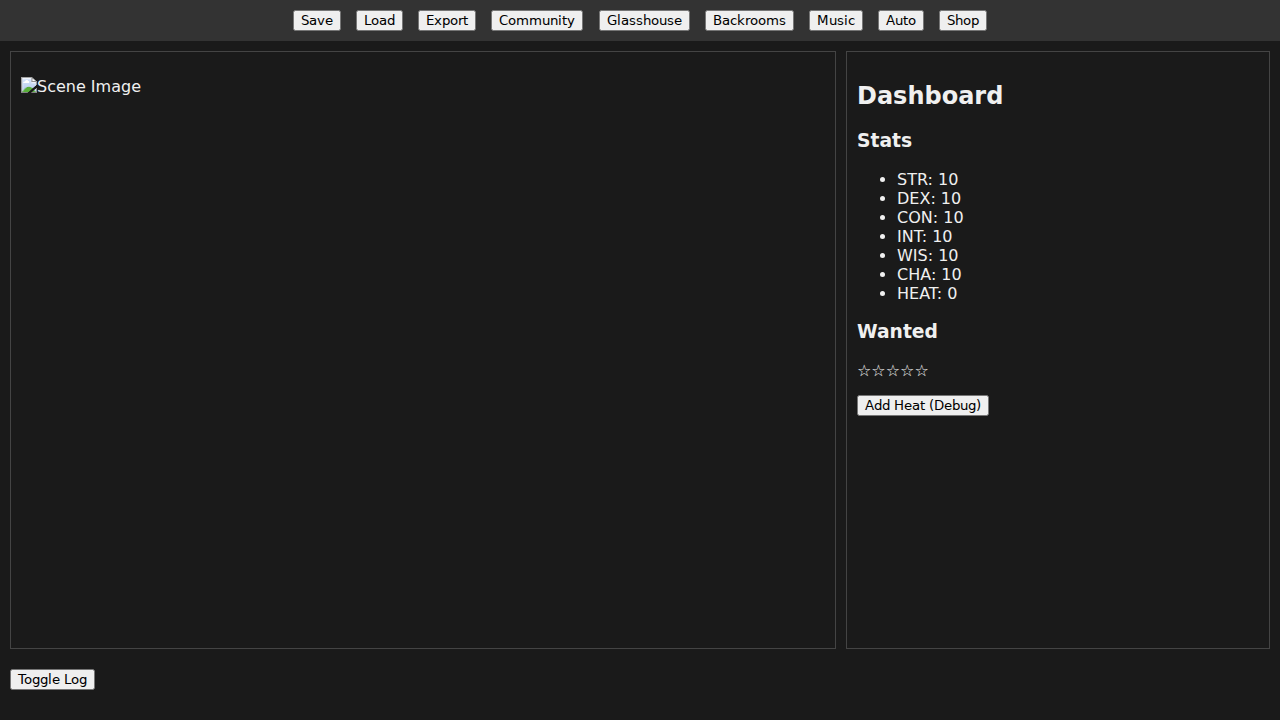 Save Load Export Community Glasshouse Backrooms Music Auto Shop
Scene Image
Dashboard
Stats
• STR: 10
• DEX: 10
• CON: 10
• INT: 10
• WIS: 10
• CHA: 10
• HEAT: 0
Wanted
☆☆☆☆☆
Add Heat (Debug)
Toggle Log